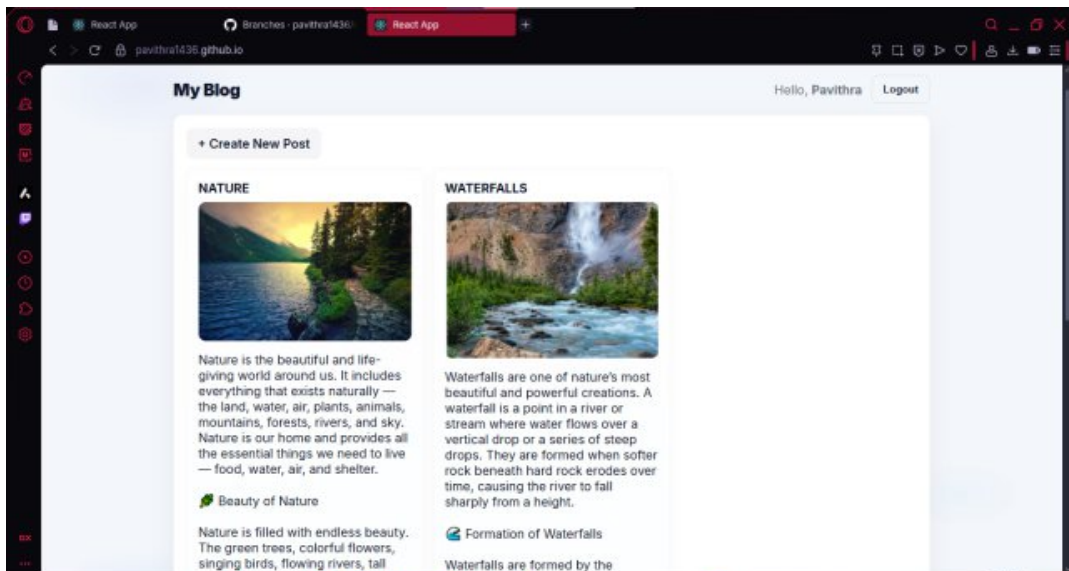 React App
Branches · pavithra1436/
React App
pavithra1436.github.io
My Blog
Hello, Pavithra
Logout
+ Create New Post
NATURE
Nature is the beautiful and life-
giving world around us. It includes
everything that exists naturally —
the land, water, air, plants, animals,
mountains, forests, rivers, and sky.
Nature is our home and provides all
the essential things we need to live
— food, water, air, and shelter.
Beauty of Nature
Nature is filled with endless beauty.
The green trees, colorful flowers,
singing birds, flowing rivers, tall
WATERFALLS
Waterfalls are one of nature's most
beautiful and powerful creations. A
waterfall is a point in a river or
stream where water flows over a
vertical drop or a series of steep
drops. They are formed when softer
rock beneath hard rock erodes over
time, causing the river to fall
sharply from a height.
Formation of Waterfalls
Waterfalls are formed by the